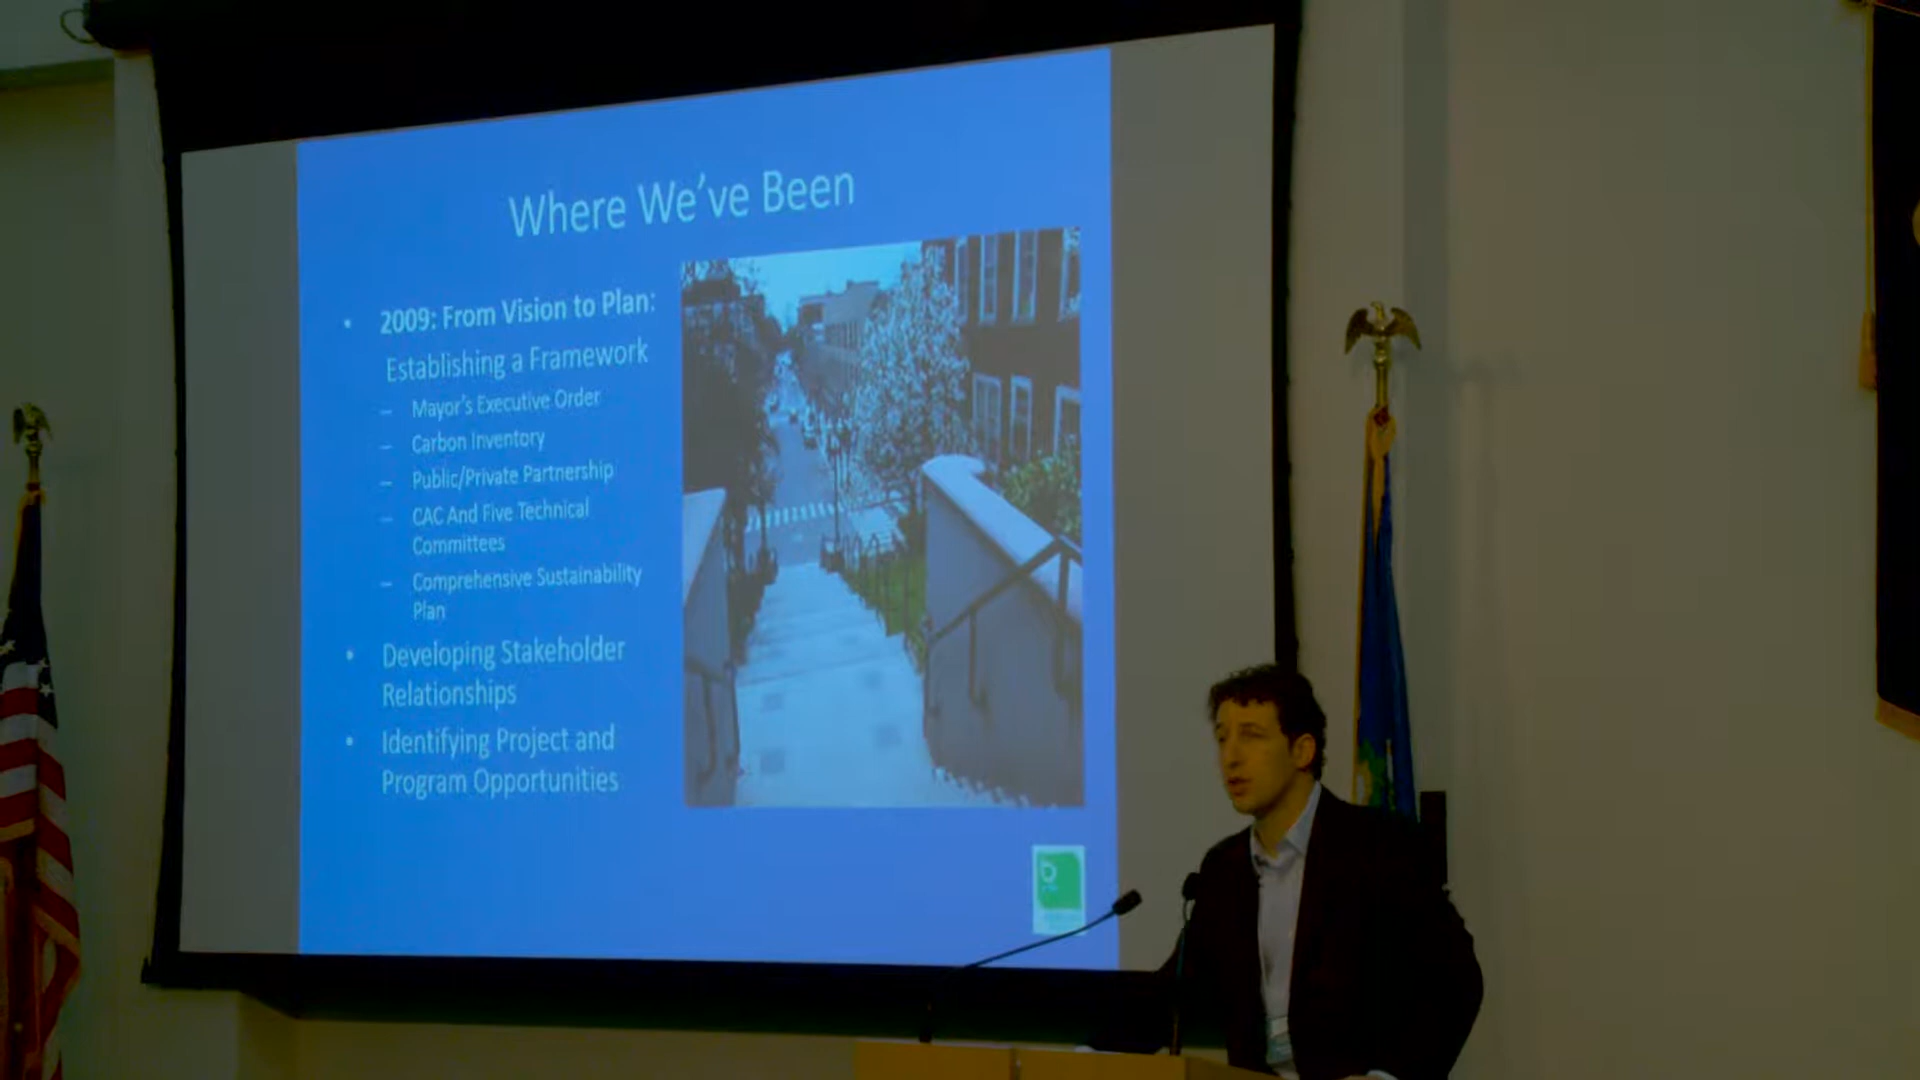 Where We've Been
• 2009: From Vision to Plan:
Establishing a Framework
– Mayor's Executive Order
– Carbon Inventory
– Public/Private Partnership
– CAC And Five Technical
Committees
– Comprehensive Sustainability
Plan
• Developing Stakeholder
Relationships
• Identifying Project and
Program Opportunities
b